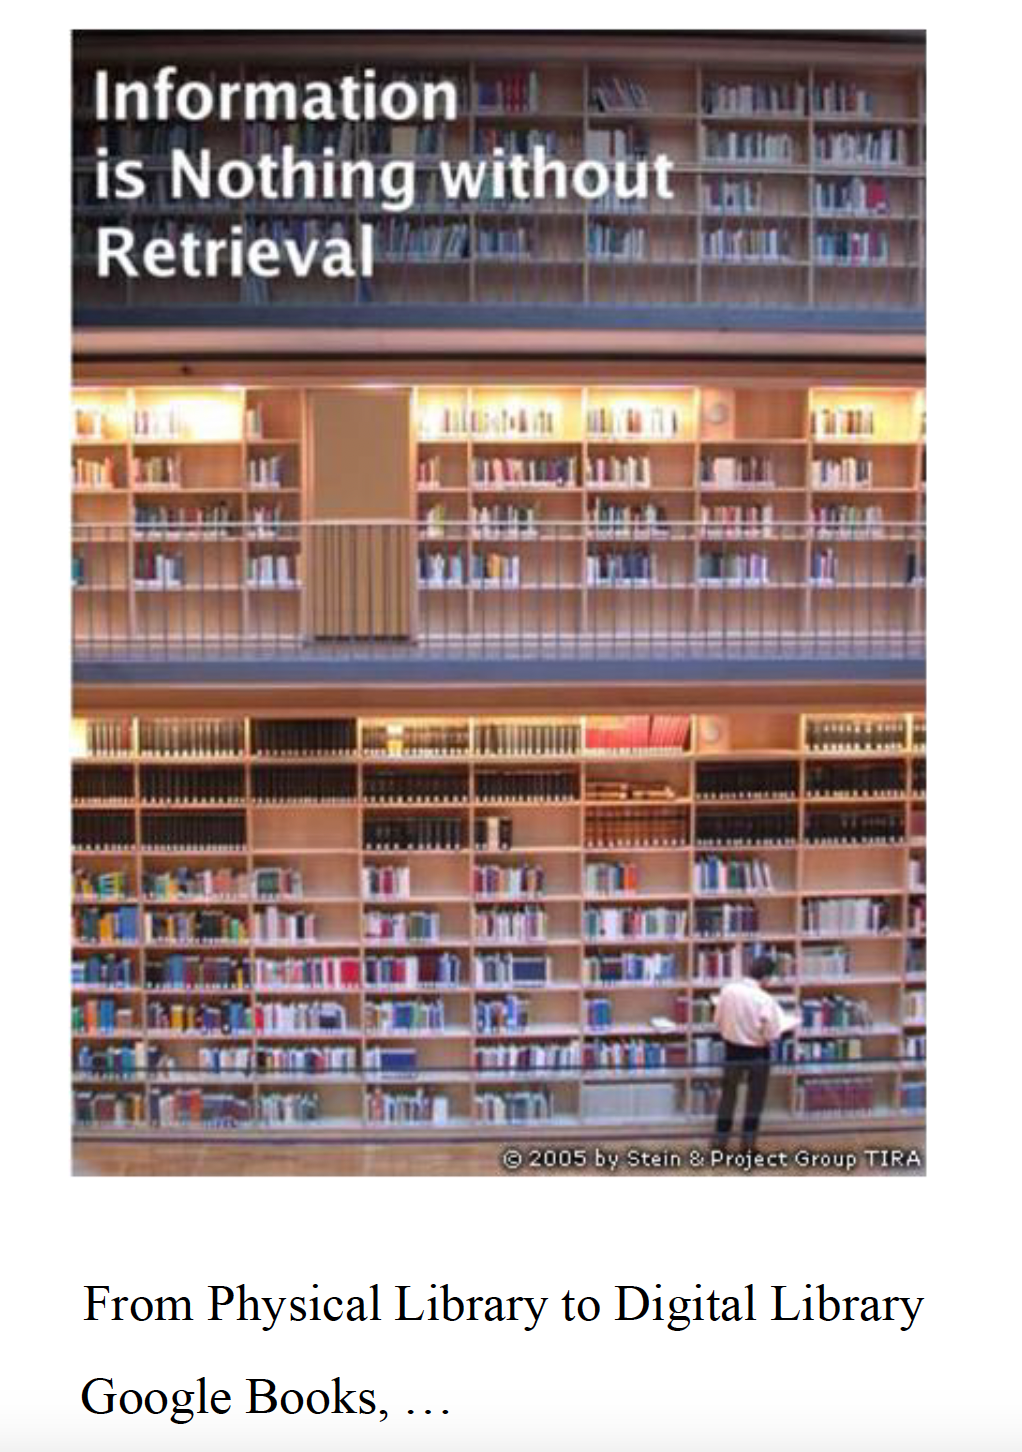 Information
is Nothing without
Retrieval
© 2005 by Stein & Project Group TIRA
From Physical Library to Digital Library
Google Books, …